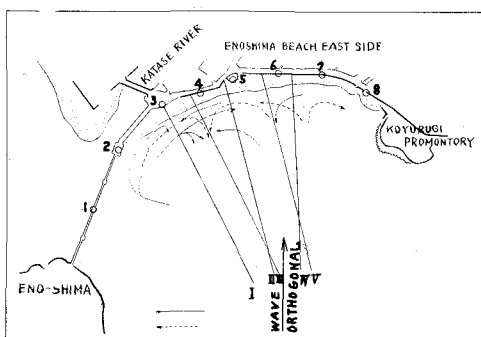 ENOSHIMA BEACH EAST SIDE
KATASE RIVER
1
2
3
4
5
6
7
8
KOYURUGI
PROMONTORY
ENO-SHIMA
I
II
III
IV
V
WAVE
ORTHOGONAL